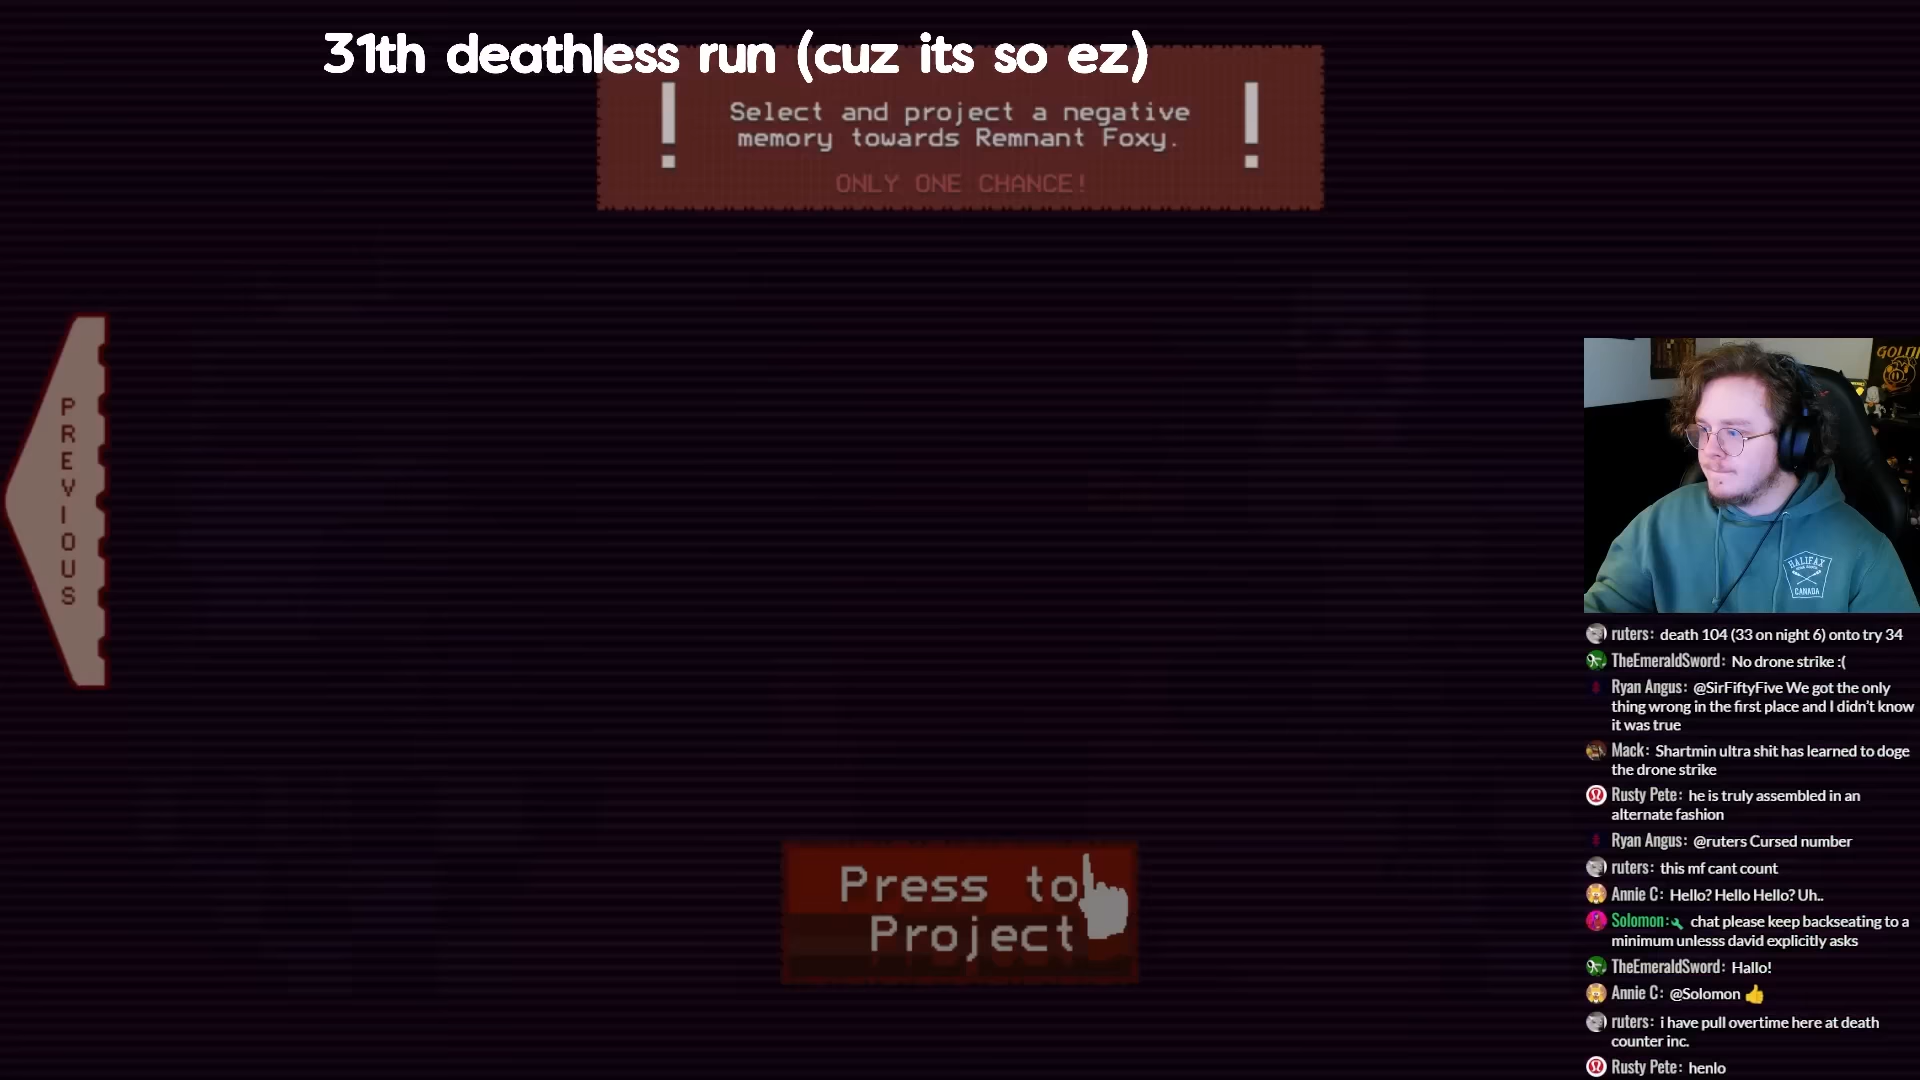 31th deathless run (cuz its so ez)
Select and project a negative
memory towards Remnant Foxy.
ONLY ONE CHANCE!
PREVIOUS
Press to
Project
HALIFAX
CANADA
ruters: death 104 (33 on night 6) onto try 34
TheEmeraldSword: No drone strike :(
Ryan Angus: @SirFiftyFive We got the only
thing wrong in the first place and I didn't know
it was true
Mack: Shartmin ultra shit has learned to doge
the drone strike
Rusty Pete: he is truly assembled in an
alternate fashion
Ryan Angus: @ruters Cursed number
ruters: this mf cant count
Annie C: Hello? Hello Hello? Uh..
Solomon: chat please keep backseating to a
minimum unlesss david explicitly asks
TheEmeraldSword: Hallo!
Annie C: @Solomon 👍
ruters: i have pull overtime here at death
counter inc.
Rusty Pete: henlo